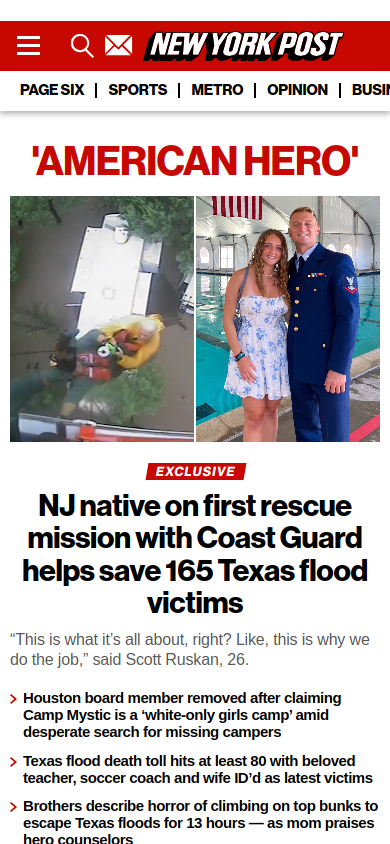 NEW YORK POST
PAGE SIX
SPORTS
METRO
OPINION
BUSIN
'AMERICAN HERO'
EXCLUSIVE
NJ native on first rescue
mission with Coast Guard
helps save 165 Texas flood
victims
“This is what it’s all about, right? Like, this is why we
do the job,” said Scott Ruskan, 26.
Houston board member removed after claiming
Camp Mystic is a ‘white-only girls camp’ amid
desperate search for missing campers
Texas flood death toll hits at least 80 with beloved
teacher, soccer coach and wife ID’d as latest victims
Brothers describe horror of climbing on top bunks to
escape Texas floods for 13 hours — as mom praises
hero counselors